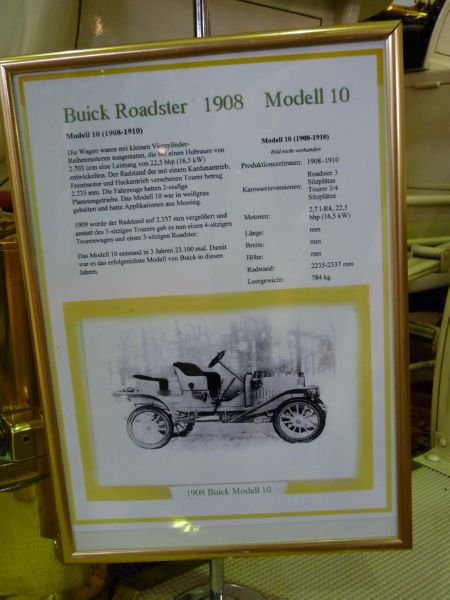 Buick Roadster 1908 Modell 10
Modell 10 (1908-1910)
Die Wagen waren mit kleinen Vierzylinder-
Reihenmotoren ausgestattet, die bei einen Hubraum von
2.703 ccm eine Leistung von 22,5 bhp (16,5 kW)
entwickelten. Der Radstand der mit einem Kardanantrieb,
Frontmotor und Heckantrieb versehenen Tourer betrug
2.235 mm. Die Fahrzeuge hatten 2-stufige
Planetengetriebe. Das Modell 10 war in weißgrau
gehalten und hatte Applikationen aus Messing.
1909 wurde der Radstand auf 2.337 mm vergrößert und
anstatt des 3-sitzigen Tourers gab es nun einen 4-sitzigen
Tourenwagen und einen 3-sitzigen Roadster.
Das Modell 10 entstand in 3 Jahren 23.100 mal. Damit
war es das erfolgreichste Modell von Buick in diesen
Jahren.
Modell 10 (1908-1910)
Bild nicht vorhanden
Produktionszeitraum: 1908–1910
Karosserieversionen: Roadster 3
Sitzplätze
Tourer 3/4
Sitzplätze
Motoren: 2,7 l-R4, 22,5
bhp (16,5 kW)
Länge: mm
Breite: mm
Höhe: mm
Radstand: 2235-2337 mm
Leergewicht: 784 kg
1908 Buick Modell 10